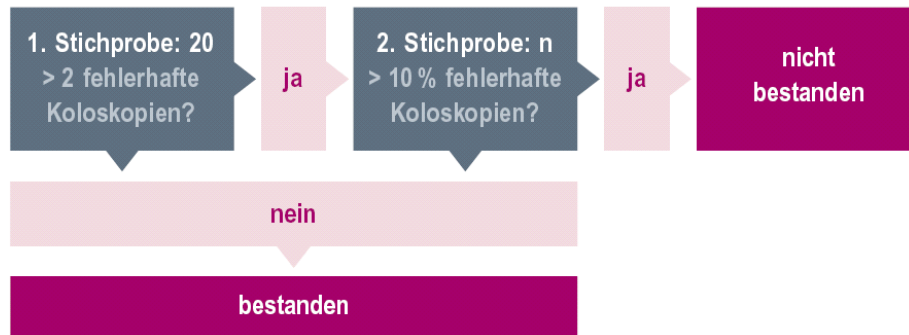 1. Stichprobe: 20
> 2 fehlerhafte
Koloskopien?
ja
2. Stichprobe: n
> 10 % fehlerhafte
Koloskopien?
ja
nicht
bestanden
nein
bestanden